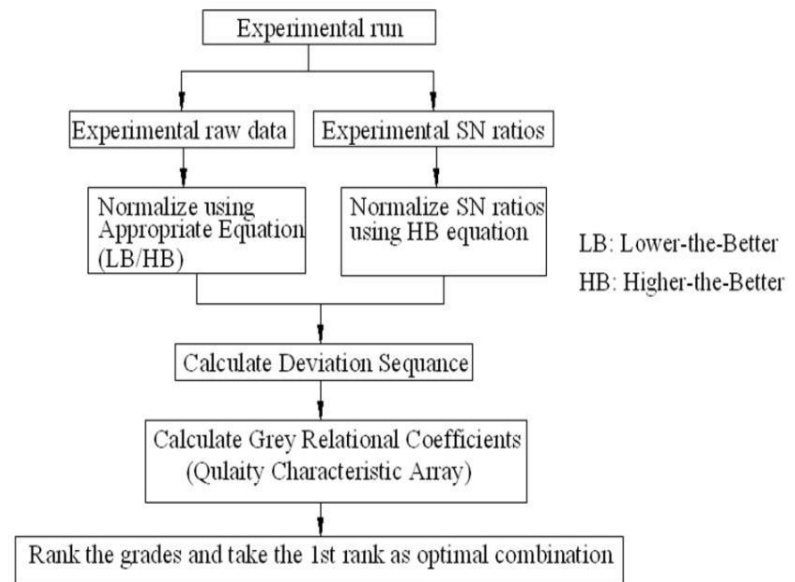 Experimental run
Experimental raw data
Experimental SN ratios
Normalize using
Appropriate Equation
(LB/HB)
Normalize SN ratios
using HB equation
LB: Lower-the-Better
HB: Higher-the-Better
Calculate Deviation Sequance
Calculate Grey Relational Coefficients
(Qulaity Characteristic Array)
Rank the grades and take the 1st rank as optimal combination